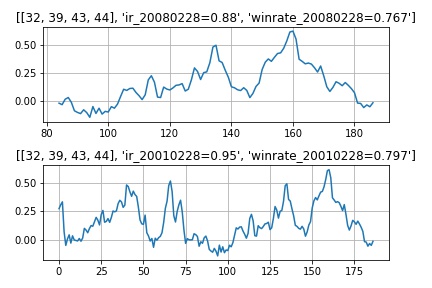 [[32, 39, 43, 44], 'ir_20080228=0.88', 'winrate_20080228=0.767']
0.50
0.25
0.00
80 100 120 140 160 180
[[32, 39, 43, 44], 'ir_20010228=0.95', 'winrate_20010228=0.797']
0.50
0.25
0.00
0 25 50 75 100 125 150 175